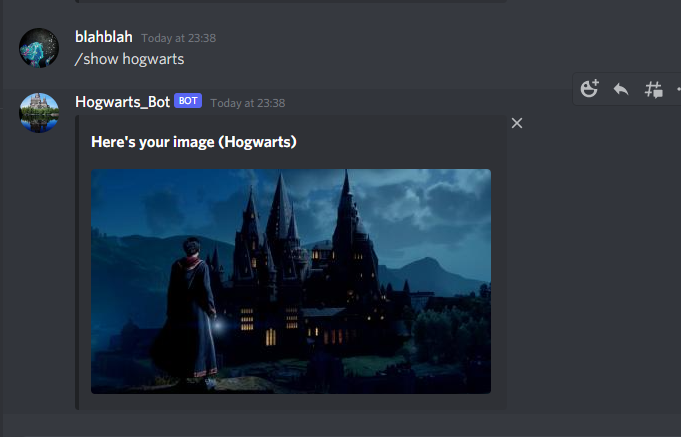 blahblah Today at 23:38
/show hogwarts
Hogwarts_Bot BOT Today at 23:38
Here's your image (Hogwarts)